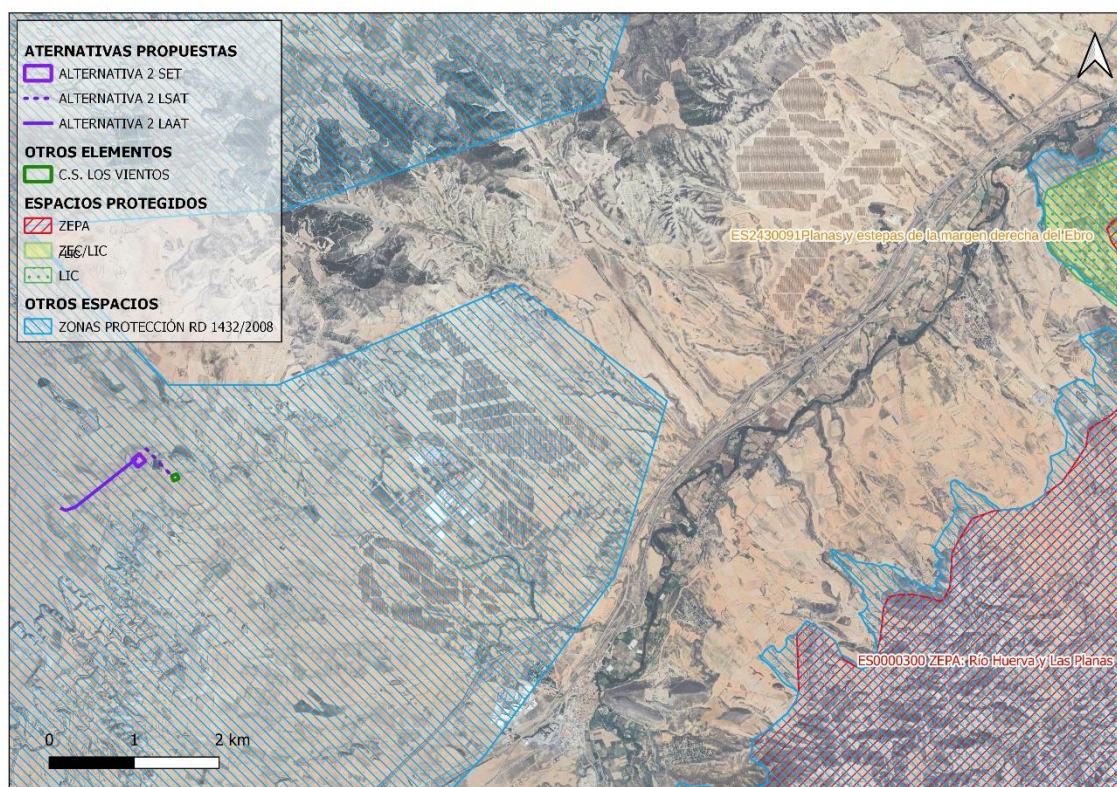 ATERNATIVAS PROPUESTAS
ALTERNATIVA 2 SET
ALTERNATIVA 2 LSAT
ALTERNATIVA 2 LAAT
OTROS ELEMENTOS
C.S. LOS VIENTOS
ESPACIOS PROTEGIDOS
ZEPA
ZEC/LIC
LIC
OTROS ESPACIOS
ZONAS PROTECCIÓN RD 1432/2008
ES2430091Planas y estepas de la margen derecha del Ebro
ES0000300 ZEPA: Río Huerva y Las Planas
0 1 2 km